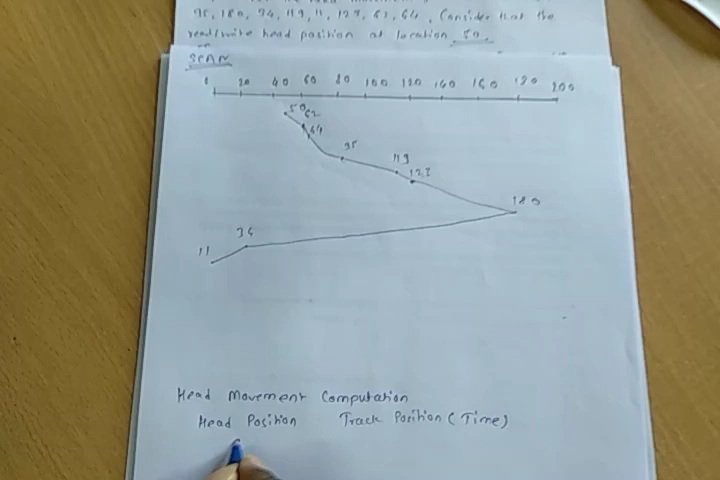 95, 180, 34, 119, 11, 123, 62, 64, Consider that the
read/write head position at location 50.
SCAN
0 20 40 60 80 100 120 140 160 180 200
50 62
64
95
119
123
180
34
11
Head Movement Computation
Head Position Track Position (Time)